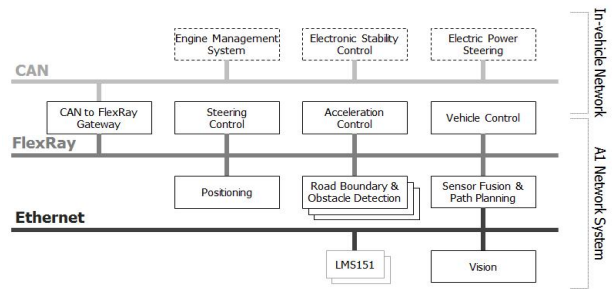 Engine Management
System
Electronic Stability
Control
Electric Power
Steering
In-vehicle Network
CAN
CAN to FlexRay
Gateway
Steering
Control
Acceleration
Control
Vehicle Control
FlexRay
A1 Network System
Positioning
Road Boundary &
Obstacle Detection
Sensor Fusion &
Path Planning
Ethernet
LMS151
Vision